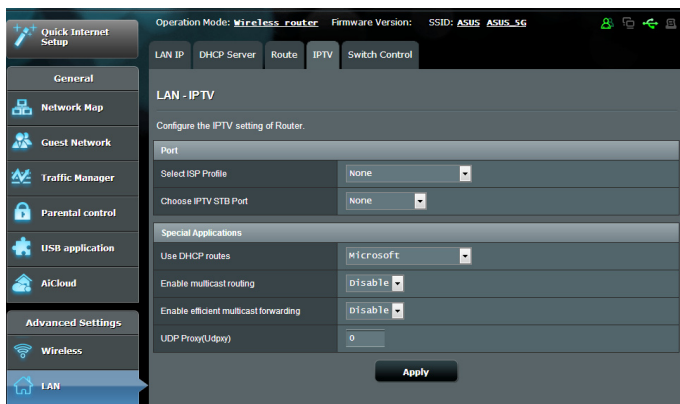 Quick Internet
Setup
General
Network Map
Guest Network
Traffic Manager
Parental control
USB application
AiCloud
Advanced Settings
Wireless
LAN
Operation Mode: Wireless router Firmware Version: SSID: ASUS ASUS_5G
LAN IP DHCP Server Route IPTV Switch Control
LAN - IPTV
Configure the IPTV setting of Router.
Port
Select ISP Profile None
Choose IPTV STB Port None
Special Applications
Use DHCP routes Microsoft
Enable multicast routing Disable
Enable efficient multicast forwarding Disable
UDP Proxy(Udpxy) 0
Apply